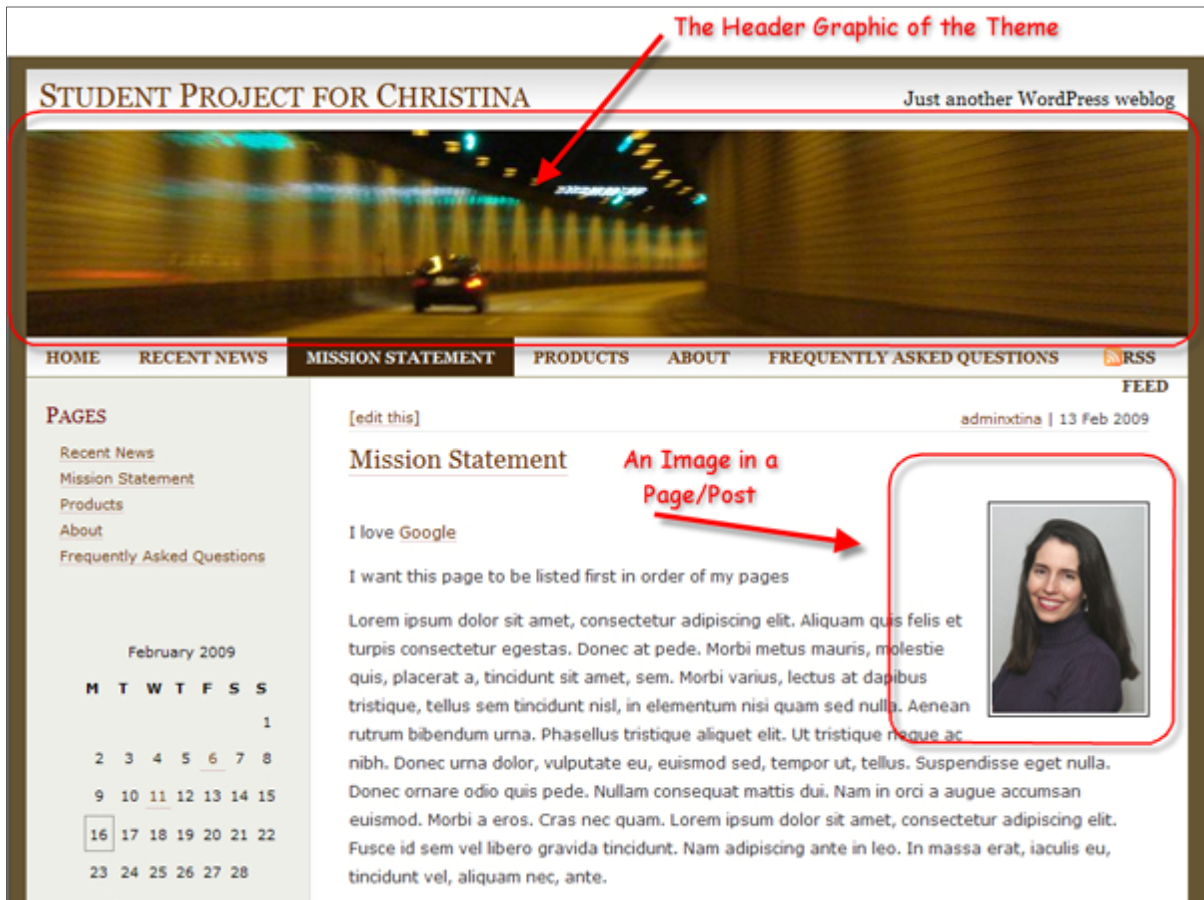 The Header Graphic of the Theme
STUDENT PROJECT FOR CHRISTINA
Just another WordPress weblog
HOME RECENT NEWS MISSION STATEMENT PRODUCTS ABOUT FREQUENTLY ASKED QUESTIONS RSS
FEED
PAGES
Recent News
Mission Statement
Products
About
Frequently Asked Questions
February 2009
M T W T F S S
1
2 3 4 5 6 7 8
9 10 11 12 13 14 15
16 17 18 19 20 21 22
23 24 25 26 27 28
[edit this]
adminxtina | 13 Feb 2009
Mission Statement
An Image in a
Page/Post
I love Google
I want this page to be listed first in order of my pages
Lorem ipsum dolor sit amet, consectetur adipiscing elit. Aliquam quis felis et
turpis consectetur egestas. Donec at pede. Morbi metus mauris, molestie
quis, placerat a, tincidunt sit amet, sem. Morbi varius, lectus at dapibus
tristique, tellus sem tincidunt nisl, in elementum nisi quam sed nulla. Aenean
rutrum bibendum urna. Phasellus tristique aliquet elit. Ut tristique neque ac
nibh. Donec urna dolor, vulputate eu, euismod sed, tempor ut, tellus. Suspendisse eget nulla.
Donec ornare odio quis pede. Nullam consequat mattis dui. Nam in orci a augue accumsan
euismod. Morbi a eros. Cras nec quam. Lorem ipsum dolor sit amet, consectetur adipiscing elit.
Fusce id sem vel libero gravida tincidunt. Nam adipiscing ante in leo. In massa erat, iaculis eu,
tincidunt vel, aliquam nec, ante.